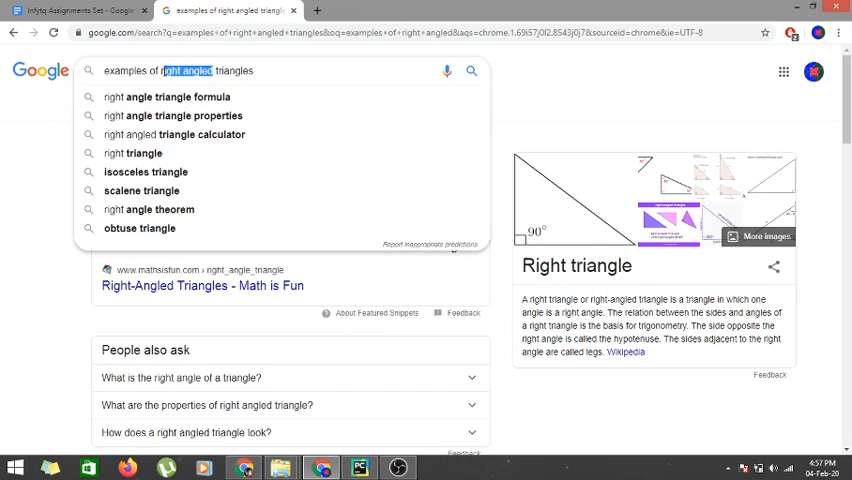 Infytq Assignments Set - Google
examples of right angled triangles
google.com/search?q=examples+of+right+angled+triangles&oq=examples+of+right+angled&aqs=chrome.1.69i57j0l2.8543j0j7&sourceid=chrome&ie=UTF-8
Google
examples of right angled triangles
right angle triangle formula
right angle triangle properties
right angled triangle calculator
right triangle
isosceles triangle
scalene triangle
right angle theorem
obtuse triangle
Report inappropriate predictions
www.mathsisfun.com › right_angle_triangle
Right-Angled Triangles - Math is Fun
About Featured Snippets
Feedback
People also ask
What is the right angle of a triangle?
What are the properties of right angled triangle?
How does a right angled triangle look?
Feedback
90°
More images
Right triangle
A right triangle or right-angled triangle is a triangle in which one
angle is a right angle. The relation between the sides and angles of
a right triangle is the basis for trigonometry. The side opposite the
right angle is called the hypotenuse. The sides adjacent to the right
angle are called legs. Wikipedia
Feedback
4:57 PM
04-Feb-20